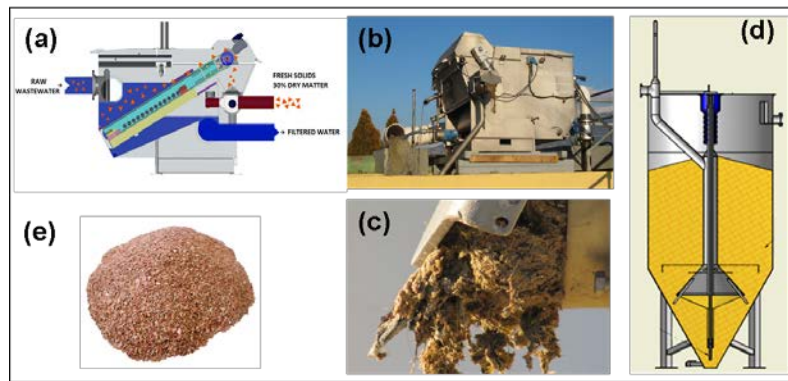 (a)
RAW
WASTEWATER
FRESH SOLIDS
30% DRY MATTER
FILTERED WATER
(b)
(d)
(e)
(c)